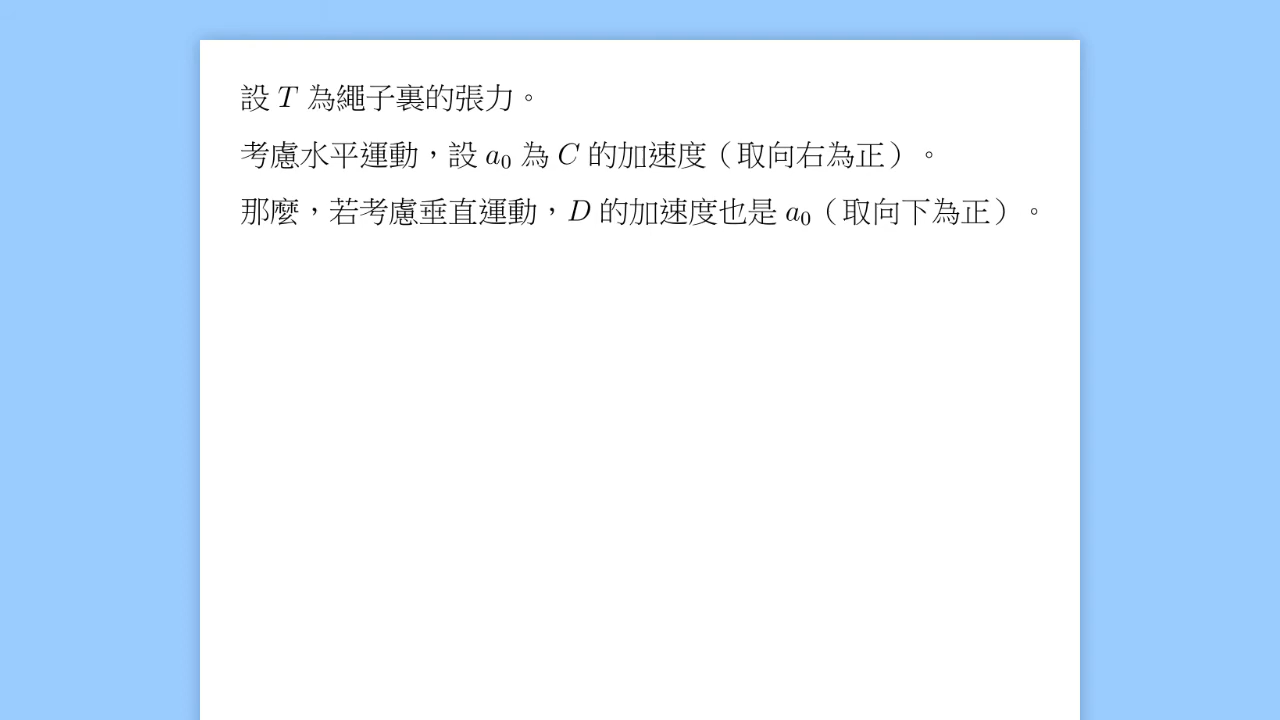 設 T 為繩子裏的張力。
考慮水平運動，設 a₀ 為 C 的加速度（取向右為正）。
那麼，若考慮垂直運動，D 的加速度也是 a₀（取向下為正）。